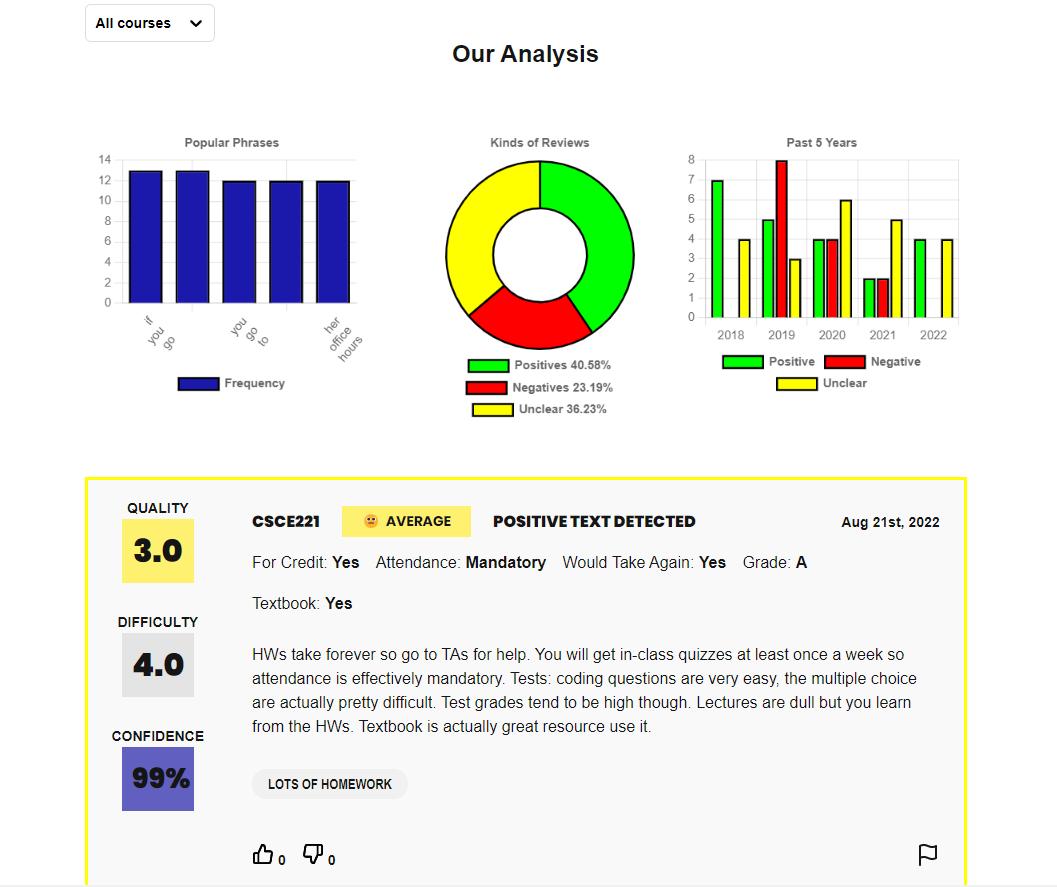 All courses
Our Analysis
Popular Phrases
14
12
10
8
6
4
2
0
if
you
go
you
go
to
her
office
hours
Frequency
Kinds of Reviews
Positives 40.58%
Negatives 23.19%
Unclear 36.23%
Past 5 Years
8
7
6
5
4
3
2
1
0
2018 2019 2020 2021 2022
Positive Negative
Unclear
QUALITY
3.0
DIFFICULTY
4.0
CONFIDENCE
99%
CSCE221 AVERAGE POSITIVE TEXT DETECTED Aug 21st, 2022
For Credit: Yes Attendance: Mandatory Would Take Again: Yes Grade: A
Textbook: Yes
HWs take forever so go to TAs for help. You will get in-class quizzes at least once a week so
attendance is effectively mandatory. Tests: coding questions are very easy, the multiple choice
are actually pretty difficult. Test grades tend to be high though. Lectures are dull but you learn
from the HWs. Textbook is actually great resource use it.
LOTS OF HOMEWORK
0 0